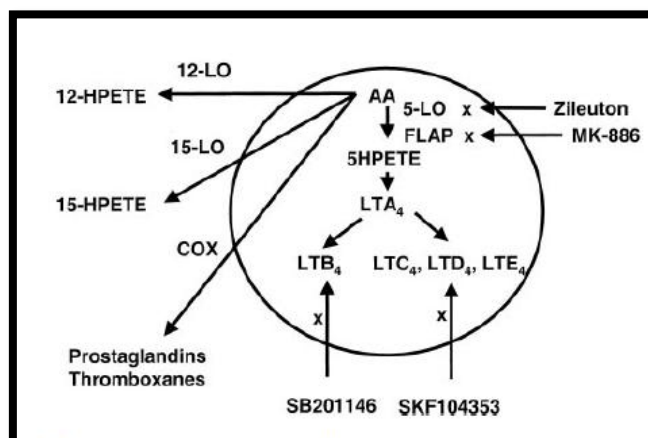 12-LO
12-HPETE
AA
5-LO x Zileuton
FLAP x MK-886
15-LO
5HPETE
15-HPETE
LTA₄
COX
LTB₄ LTC₄, LTD₄, LTE₄
x x
Prostaglandins
Thromboxanes
SB201146 SKF104353